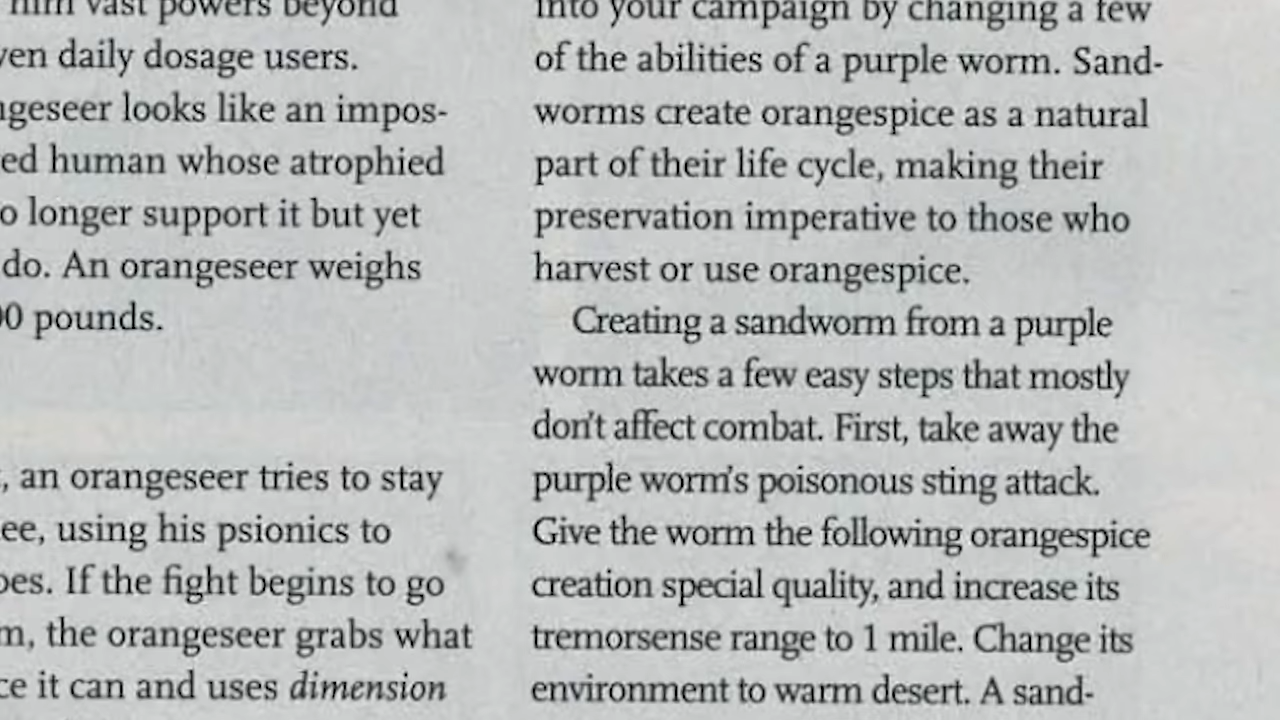 him vast powers beyond
ven daily dosage users.
ngeseer looks like an impos-
ed human whose atrophied
o longer support it but yet
do. An orangeseer weighs
00 pounds.
, an orangeseer tries to stay
ee, using his psionics to
oes. If the fight begins to go
m, the orangeseer grabs what
ce it can and uses dimension
into your campaign by changing a few
of the abilities of a purple worm. Sand-
worms create orangespice as a natural
part of their life cycle, making their
preservation imperative to those who
harvest or use orangespice.
Creating a sandworm from a purple
worm takes a few easy steps that mostly
don't affect combat. First, take away the
purple worm's poisonous sting attack.
Give the worm the following orangespice
creation special quality, and increase its
tremorsense range to 1 mile. Change its
environment to warm desert. A sand-